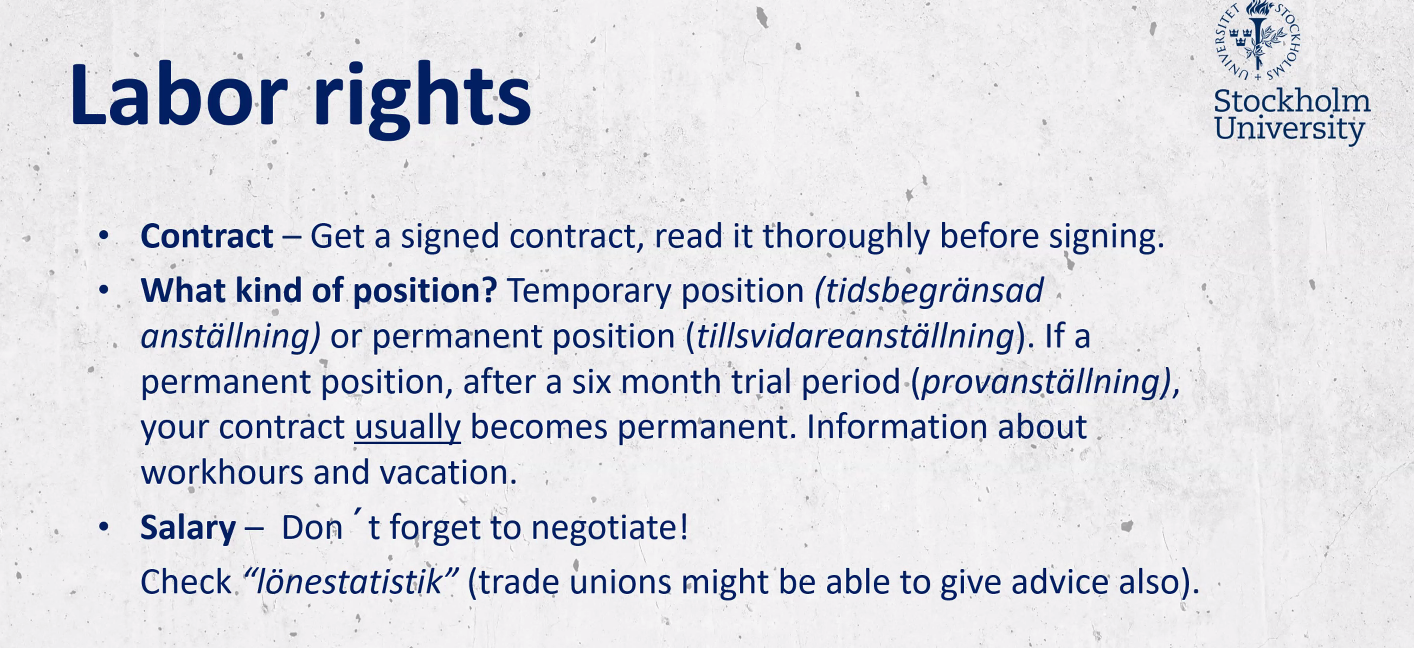 Labor rights
UNIVERSITET STOCKHOLMS
Stockholm
University
• Contract – Get a signed contract, read it thoroughly before signing.
• What kind of position? Temporary position (tidsbegränsad
anställning) or permanent position (tillsvidareanställning). If a
permanent position, after a six month trial period (provanställning),
your contract usually becomes permanent. Information about
workhours and vacation.
• Salary – Don´t forget to negotiate!
Check “lönestatistik” (trade unions might be able to give advice also).